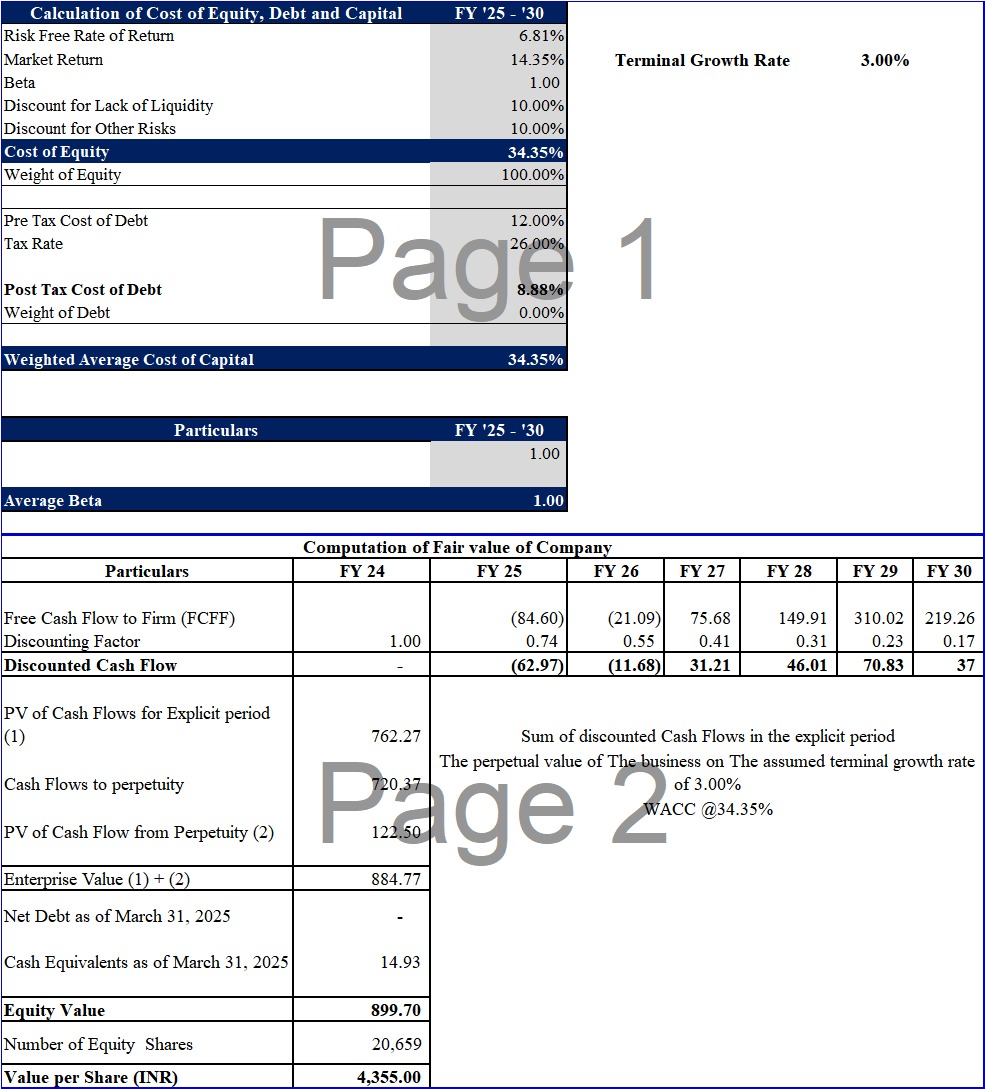 Calculation of Cost of Equity, Debt and Capital FY '25 - '30
Risk Free Rate of Return 6.81%
Market Return 14.35% Terminal Growth Rate 3.00%
Beta 1.00
Discount for Lack of Liquidity 10.00%
Discount for Other Risks 10.00%
Cost of Equity 34.35%
Weight of Equity 100.00%
Pre Tax Cost of Debt 12.00%
Tax Rate 26.00%
Page 1
Post Tax Cost of Debt 8.88%
Weight of Debt 0.00%
Weighted Average Cost of Capital 34.35%
Particulars FY '25 - '30
1.00
Average Beta 1.00
Computation of Fair value of Company
Particulars FY 24 FY 25 FY 26 FY 27 FY 28 FY 29 FY 30
Free Cash Flow to Firm (FCFF) (84.60) (21.09) 75.68 149.91 310.02 219.26
Discounting Factor 1.00 0.74 0.55 0.41 0.31 0.23 0.17
Discounted Cash Flow - (62.97) (11.68) 31.21 46.01 70.83 37
PV of Cash Flows for Explicit period
(1) 762.27 Sum of discounted Cash Flows in the explicit period
The perpetual value of The business on The assumed terminal growth rate
Cash Flows to perpetuity 720.37 of 3.00%
WACC @34.35%
Page 2
PV of Cash Flow from Perpetuity (2) 122.50
Enterprise Value (1) + (2) 884.77
Net Debt as of March 31, 2025 -
Cash Equivalents as of March 31, 2025 14.93
Equity Value 899.70
Number of Equity Shares 20,659
Value per Share (INR) 4,355.00